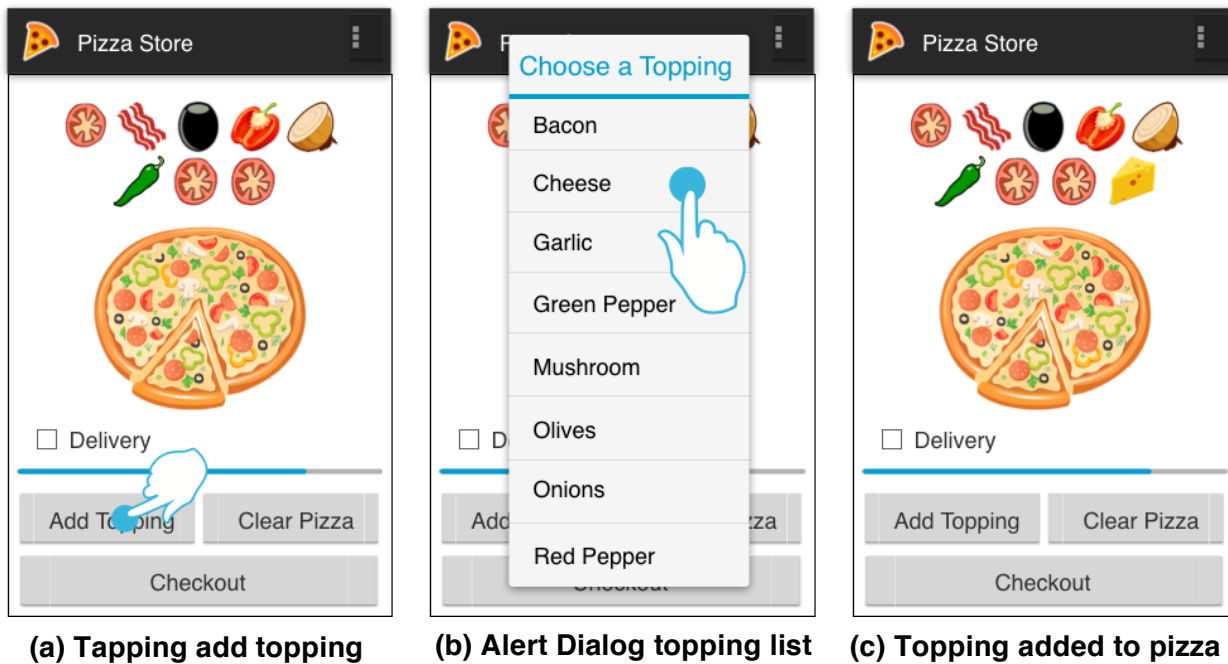 Pizza Store
Delivery
Add Topping Clear Pizza
Checkout
(a) Tapping add topping
Choose a Topping
Bacon
Cheese
Garlic
Green Pepper
Mushroom
Olives
Onions
Red Pepper
Add
(b) Alert Dialog topping list
Pizza Store
Delivery
Add Topping Clear Pizza
Checkout
(c) Topping added to pizza